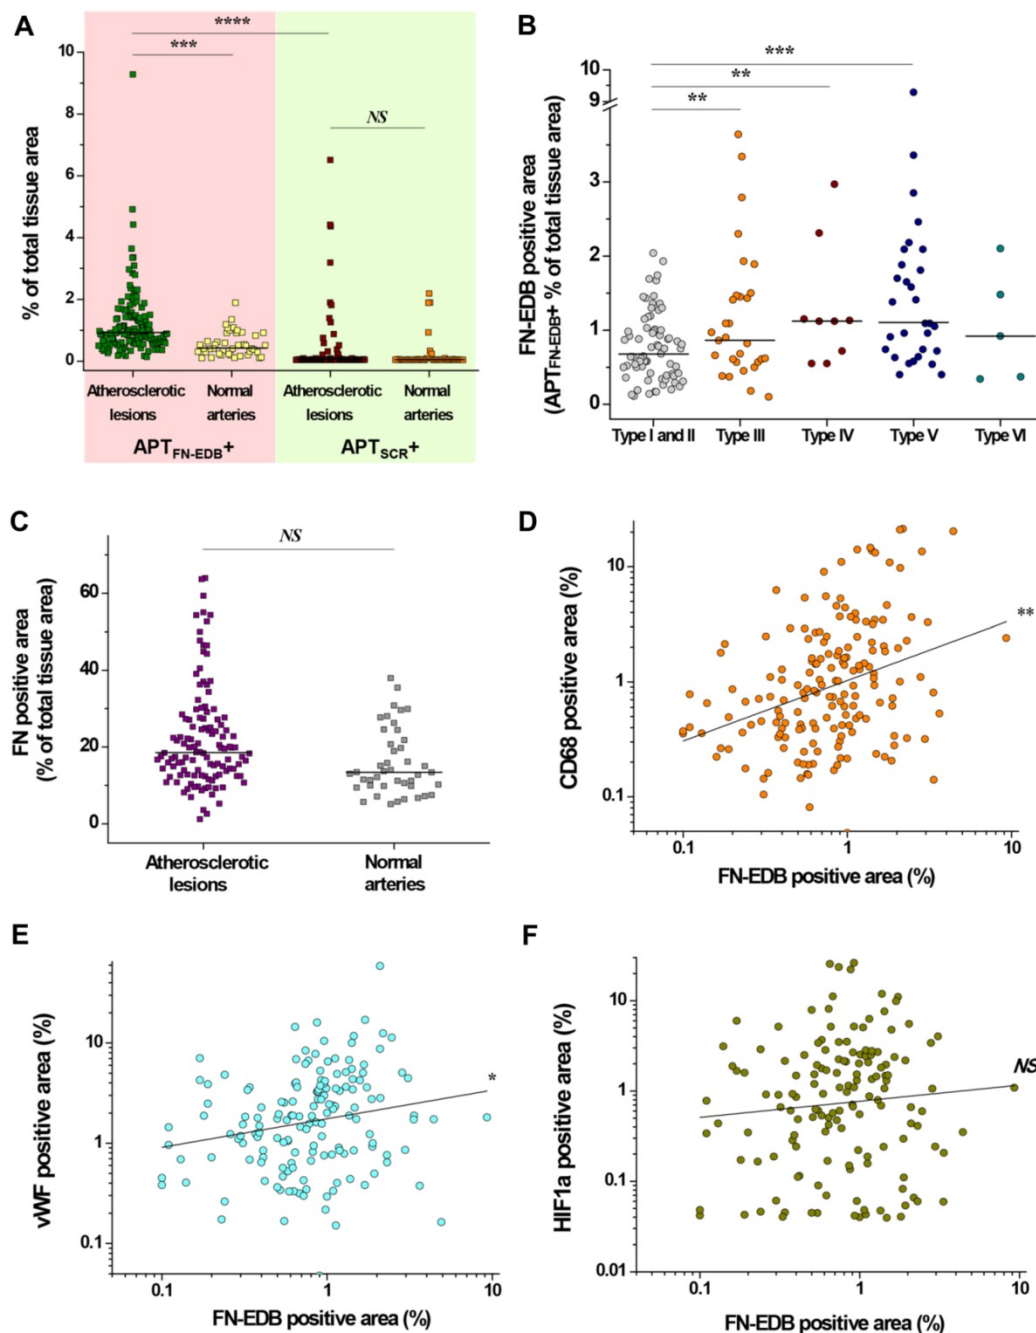 A
B
****
***
NS
% of total tissue area
10
8
6
4
2
0
Atherosclerotic Normal Atherosclerotic Normal
lesions arteries lesions arteries
APTFN-EDB+ APTSCR+
***
**
**
FN-EDB positive area
(APTFN-EDB+ % of total tissue area)
10
9
3
2
1
0
Type I and II Type III Type IV Type V Type VI
C
D
NS
FN positive area
(% of total tissue area)
60
40
20
0
Atherosclerotic Normal
lesions arteries
**
CD68 positive area (%)
10
1
0.1
0.1 1 10
FN-EDB positive area (%)
E
F
*
vWF positive area (%)
10
1
0.1
0.1 1 10
FN-EDB positive area (%)
NS
HIF1a positive area (%)
10
1
0.1
0.01
0.1 1 10
FN-EDB positive area (%)